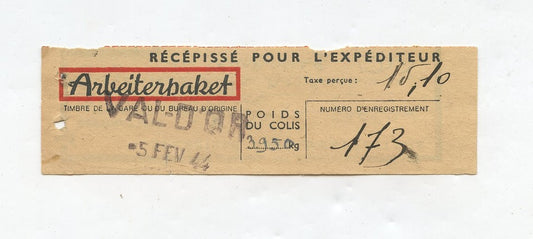 RÉCÉPISSÉ POUR L'EXPÉDITEUR
Arbeiterpaket
Taxe perçue : 15,10
TIMBRE DE LA GARE OU DU BUREAU D'ORIGINE
VAL-D'OR
-5 FEV 44
POIDS
DU COLIS
3950 Kg
NUMÉRO D'ENREGISTREMENT
173